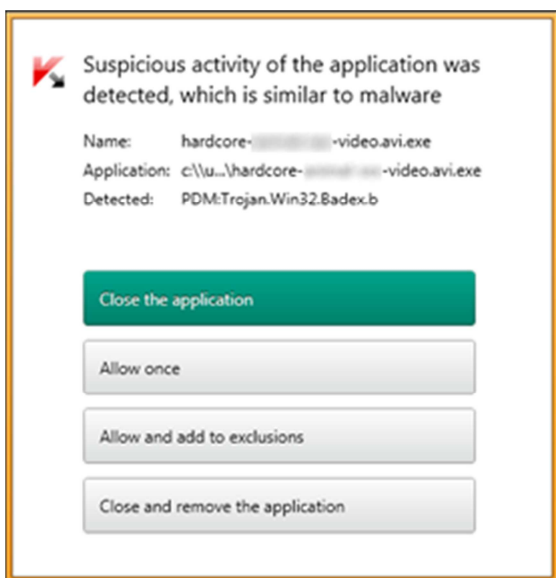 Suspicious activity of the application was
detected, which is similar to malware
Name: hardcore- -video.avi.exe
Application: c:\\u...\hardcore- -video.avi.exe
Detected: PDM:Trojan.Win32.Badex.b
Close the application
Allow once
Allow and add to exclusions
Close and remove the application